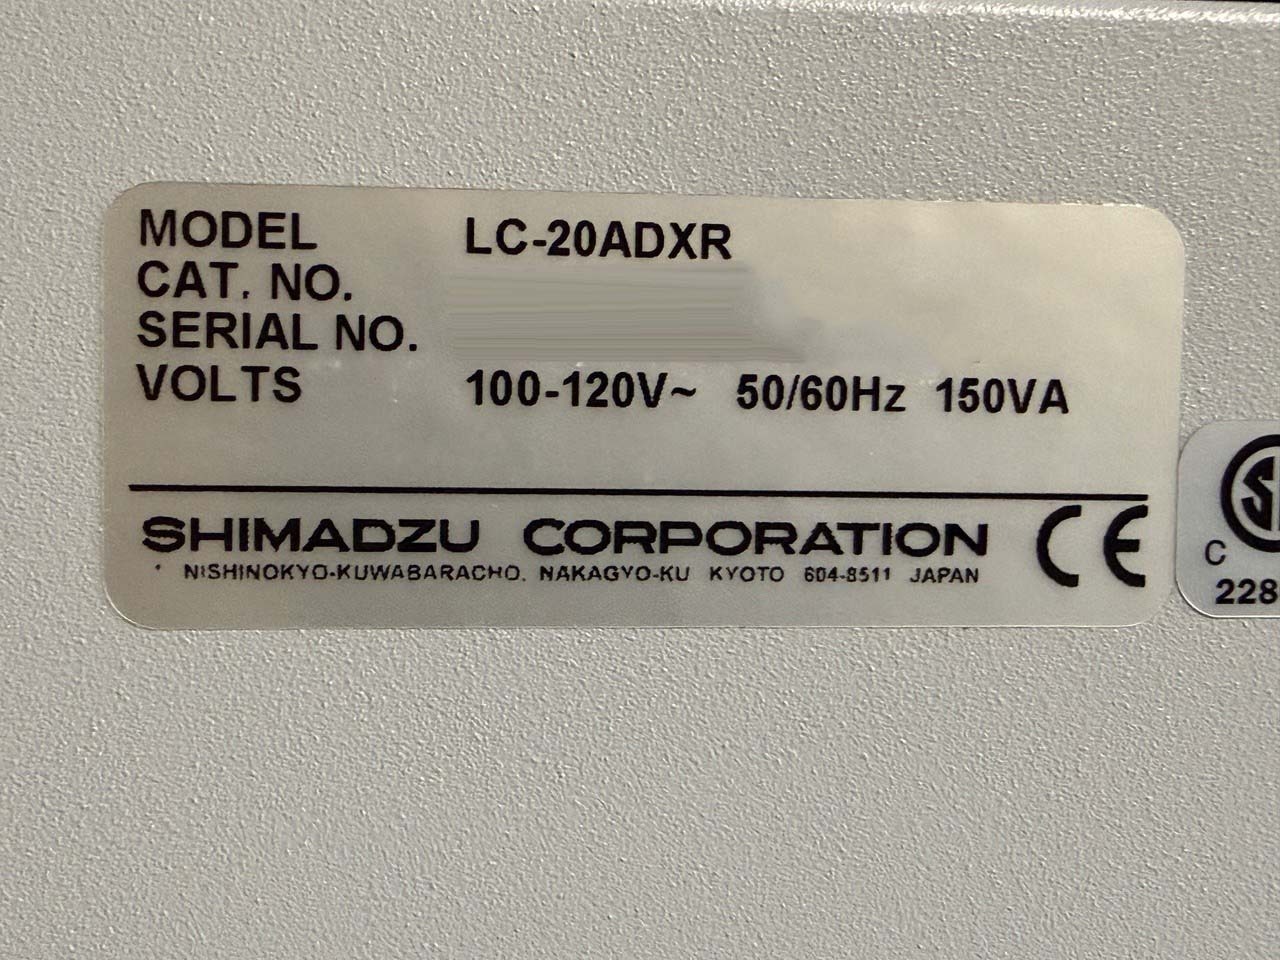 MODEL LC-20ADXR
CAT. NO.
SERIAL NO.
VOLTS 100-120V~ 50/60Hz 150VA
SHIMADZU CORPORATION CE
NISHINOKYO-KUWABARACHO, NAKAGYO-KU KYOTO 604-8511 JAPAN
C
228